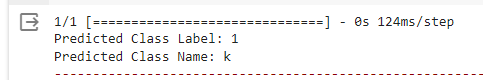 1/1 [==============================] - 0s 124ms/step
Predicted Class Label: 1
Predicted Class Name: k